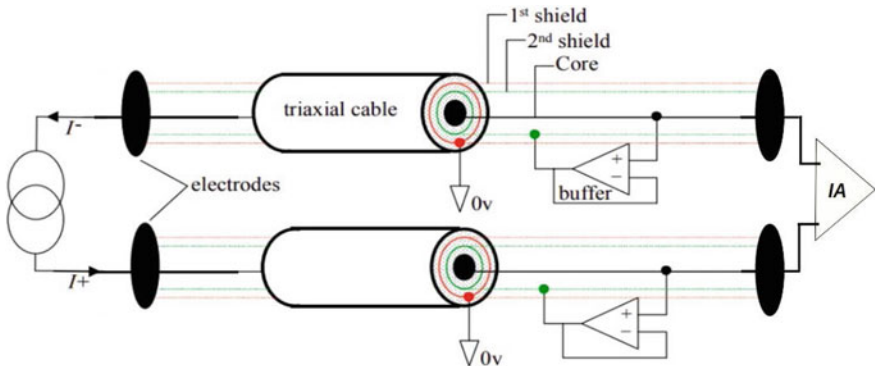 1st shield
2nd shield
Core
triaxial cable
I-
+
−
electrodes
buffer
IA
0v
I+
+
−
0v